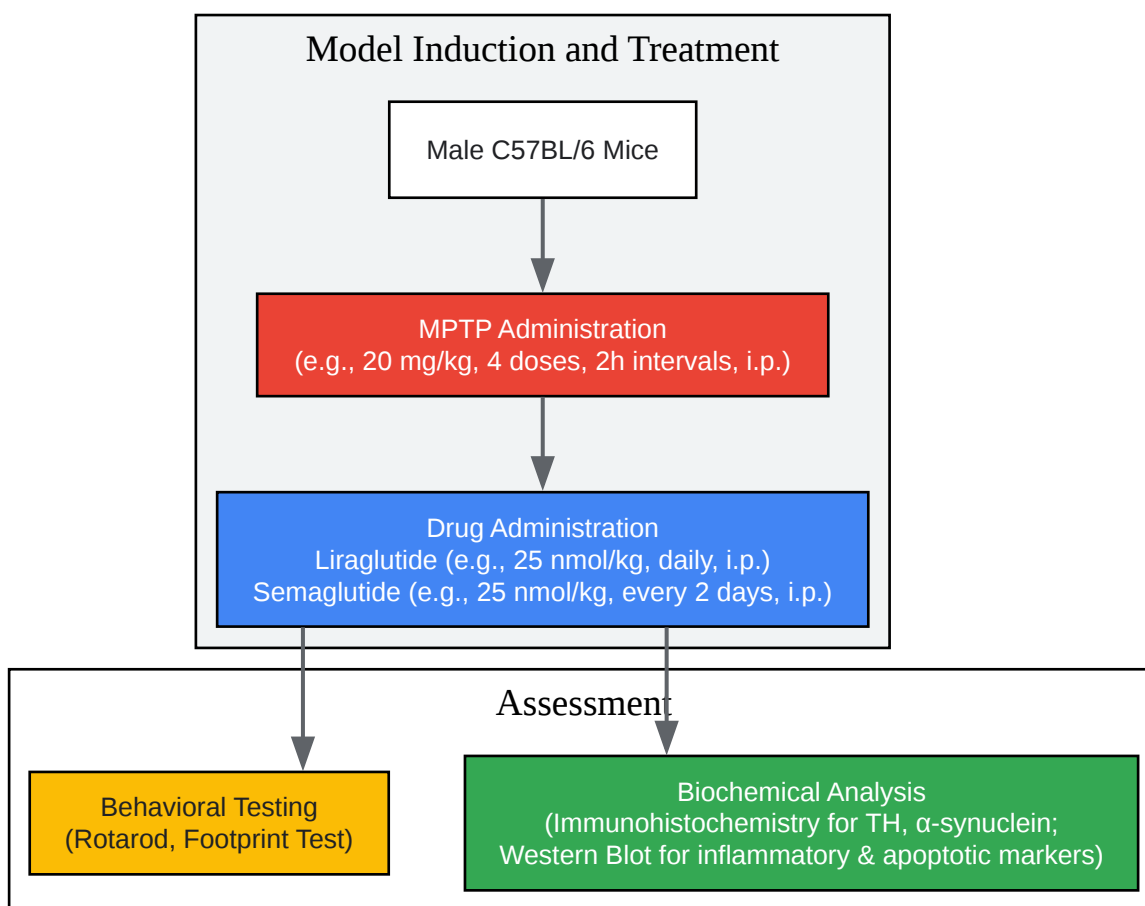 Model Induction and Treatment
Male C57BL/6 Mice
MPTP Administration
(e.g., 20 mg/kg, 4 doses, 2h intervals, i.p.)
Drug Administration
Liraglutide (e.g., 25 nmol/kg, daily, i.p.)
Semaglutide (e.g., 25 nmol/kg, every 2 days, i.p.)
Assessment
Behavioral Testing
(Rotarod, Footprint Test)
Biochemical Analysis
(Immunohistochemistry for TH, α-synuclein;
Western Blot for inflammatory & apoptotic markers)